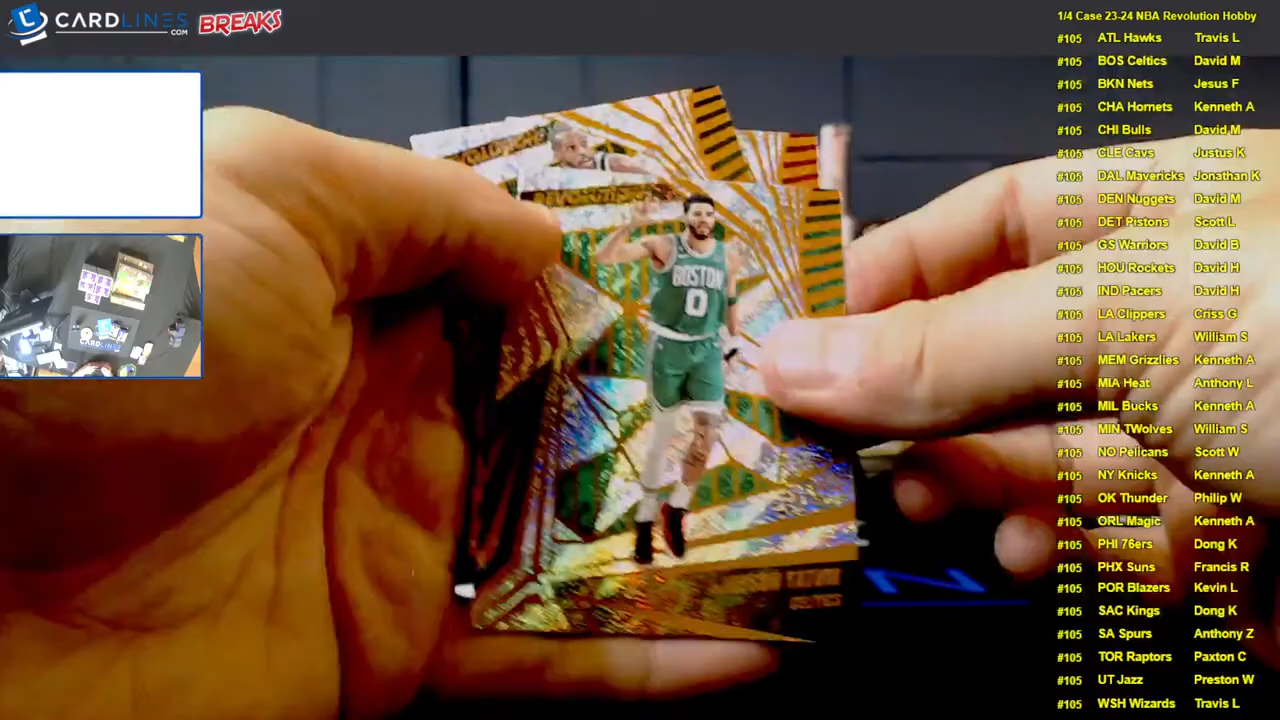 CARDLINES
.COM
BREAKS
1/4 Case 23-24 NBA Revolution Hobby
#105 ATL Hawks Travis L
#105 BOS Celtics David M
#105 BKN Nets Jesus F
#105 CHA Hornets Kenneth A
#105 CHI Bulls David M
#105 CLE Cavs Justus K
#105 DAL Mavericks Jonathan K
#105 DEN Nuggets David M
#105 DET Pistons Scott L
#105 GS Warriors David B
#105 HOU Rockets David H
#105 IND Pacers David H
#105 LA Clippers Criss G
#105 LA Lakers William S
#105 MEM Grizzlies Kenneth A
#105 MIA Heat Anthony L
#105 MIL Bucks Kenneth A
#105 MIN TWolves William S
#105 NO Pelicans Scott W
#105 NY Knicks Kenneth A
#105 OK Thunder Philip W
#105 ORL Magic Kenneth A
#105 PHI 76ers Dong K
#105 PHX Suns Francis R
#105 POR Blazers Kevin L
#105 SAC Kings Dong K
#105 SA Spurs Anthony Z
#105 TOR Raptors Paxton C
#105 UT Jazz Preston W
#105 WSH Wizards Travis L
REVOLUTION
BOSTON
0